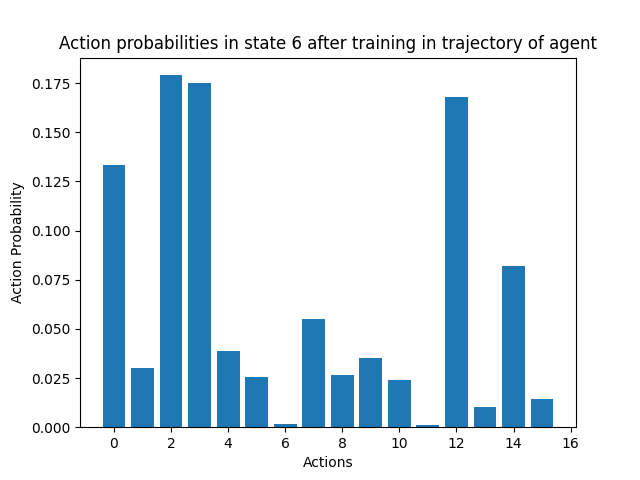 Action probabilities in state 6 after training in trajectory of agent
0.175
0.150
0.125
0.100
0.075
0.050
0.025
0.000
Action Probability
0 2 4 6 8 10 12 14 16
Actions